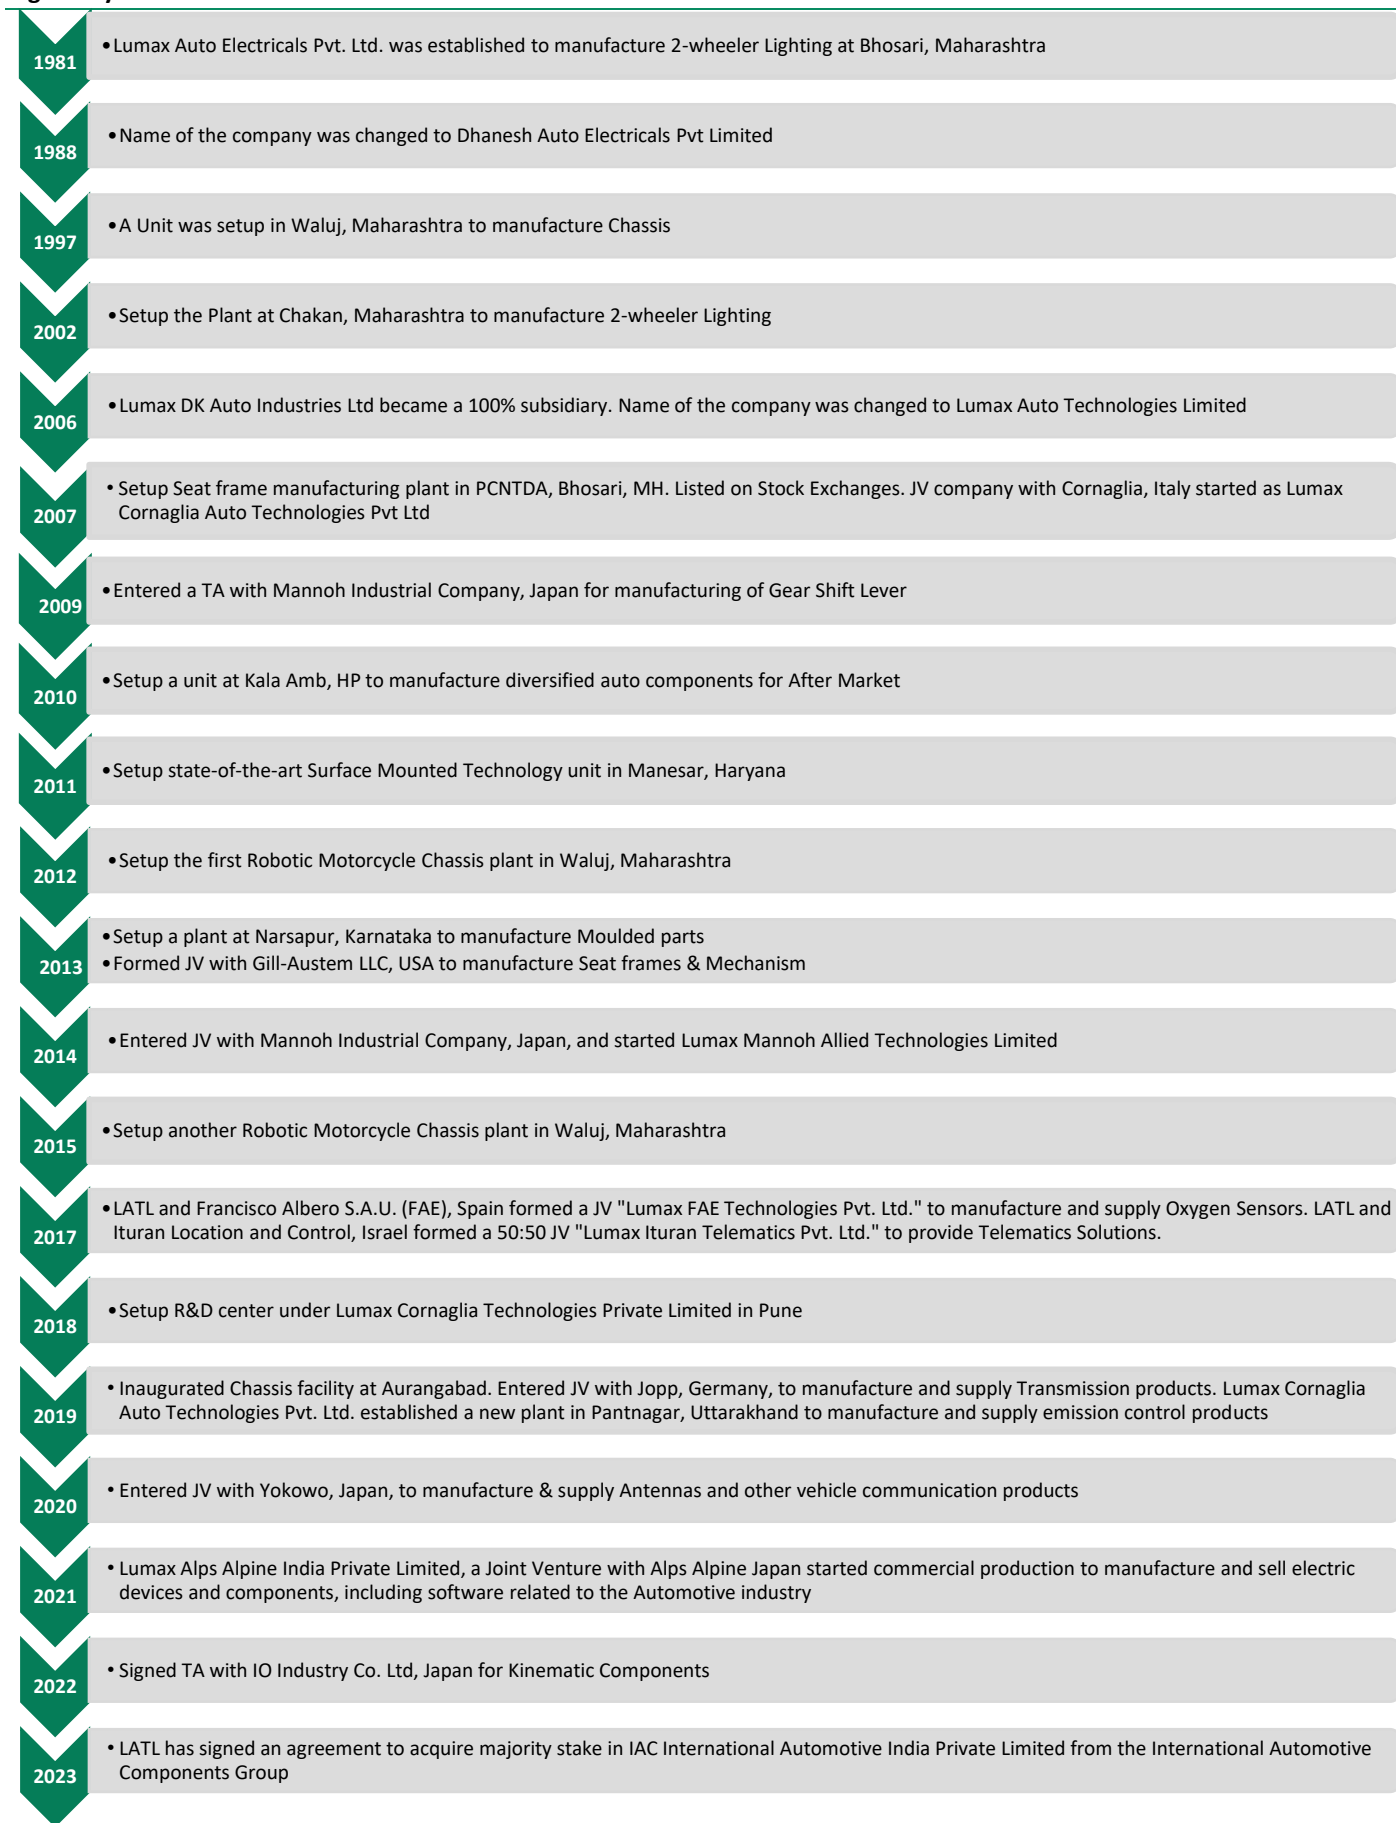 1981
•Lumax Auto Electricals Pvt. Ltd. was established to manufacture 2-wheeler Lighting at Bhosari, Maharashtra
1988
•Name of the company was changed to Dhanesh Auto Electricals Pvt Limited
1997
•A Unit was setup in Waluj, Maharashtra to manufacture Chassis
2002
•Setup the Plant at Chakan, Maharashtra to manufacture 2-wheeler Lighting
2006
•Lumax DK Auto Industries Ltd became a 100% subsidiary. Name of the company was changed to Lumax Auto Technologies Limited
2007
• Setup Seat frame manufacturing plant in PCNTDA, Bhosari, MH. Listed on Stock Exchanges. JV company with Cornaglia, Italy started as Lumax
Cornaglia Auto Technologies Pvt Ltd
2009
•Entered a TA with Mannoh Industrial Company, Japan for manufacturing of Gear Shift Lever
2010
•Setup a unit at Kala Amb, HP to manufacture diversified auto components for After Market
2011
•Setup state-of-the-art Surface Mounted Technology unit in Manesar, Haryana
2012
•Setup the first Robotic Motorcycle Chassis plant in Waluj, Maharashtra
2013
•Setup a plant at Narsapur, Karnataka to manufacture Moulded parts
•Formed JV with Gill-Austem LLC, USA to manufacture Seat frames & Mechanism
2014
•Entered JV with Mannoh Industrial Company, Japan, and started Lumax Mannoh Allied Technologies Limited
2015
•Setup another Robotic Motorcycle Chassis plant in Waluj, Maharashtra
2017
•LATL and Francisco Albero S.A.U. (FAE), Spain formed a JV "Lumax FAE Technologies Pvt. Ltd." to manufacture and supply Oxygen Sensors. LATL and
Ituran Location and Control, Israel formed a 50:50 JV "Lumax Ituran Telematics Pvt. Ltd." to provide Telematics Solutions.
2018
•Setup R&D center under Lumax Cornaglia Technologies Private Limited in Pune
2019
• Inaugurated Chassis facility at Aurangabad. Entered JV with Jopp, Germany, to manufacture and supply Transmission products. Lumax Cornaglia
Auto Technologies Pvt. Ltd. established a new plant in Pantnagar, Uttarakhand to manufacture and supply emission control products
2020
• Entered JV with Yokowo, Japan, to manufacture & supply Antennas and other vehicle communication products
2021
• Lumax Alps Alpine India Private Limited, a Joint Venture with Alps Alpine Japan started commercial production to manufacture and sell electric
devices and components, including software related to the Automotive industry
2022
• Signed TA with IO Industry Co. Ltd, Japan for Kinematic Components
2023
• LATL has signed an agreement to acquire majority stake in IAC International Automotive India Private Limited from the International Automotive
Components Group